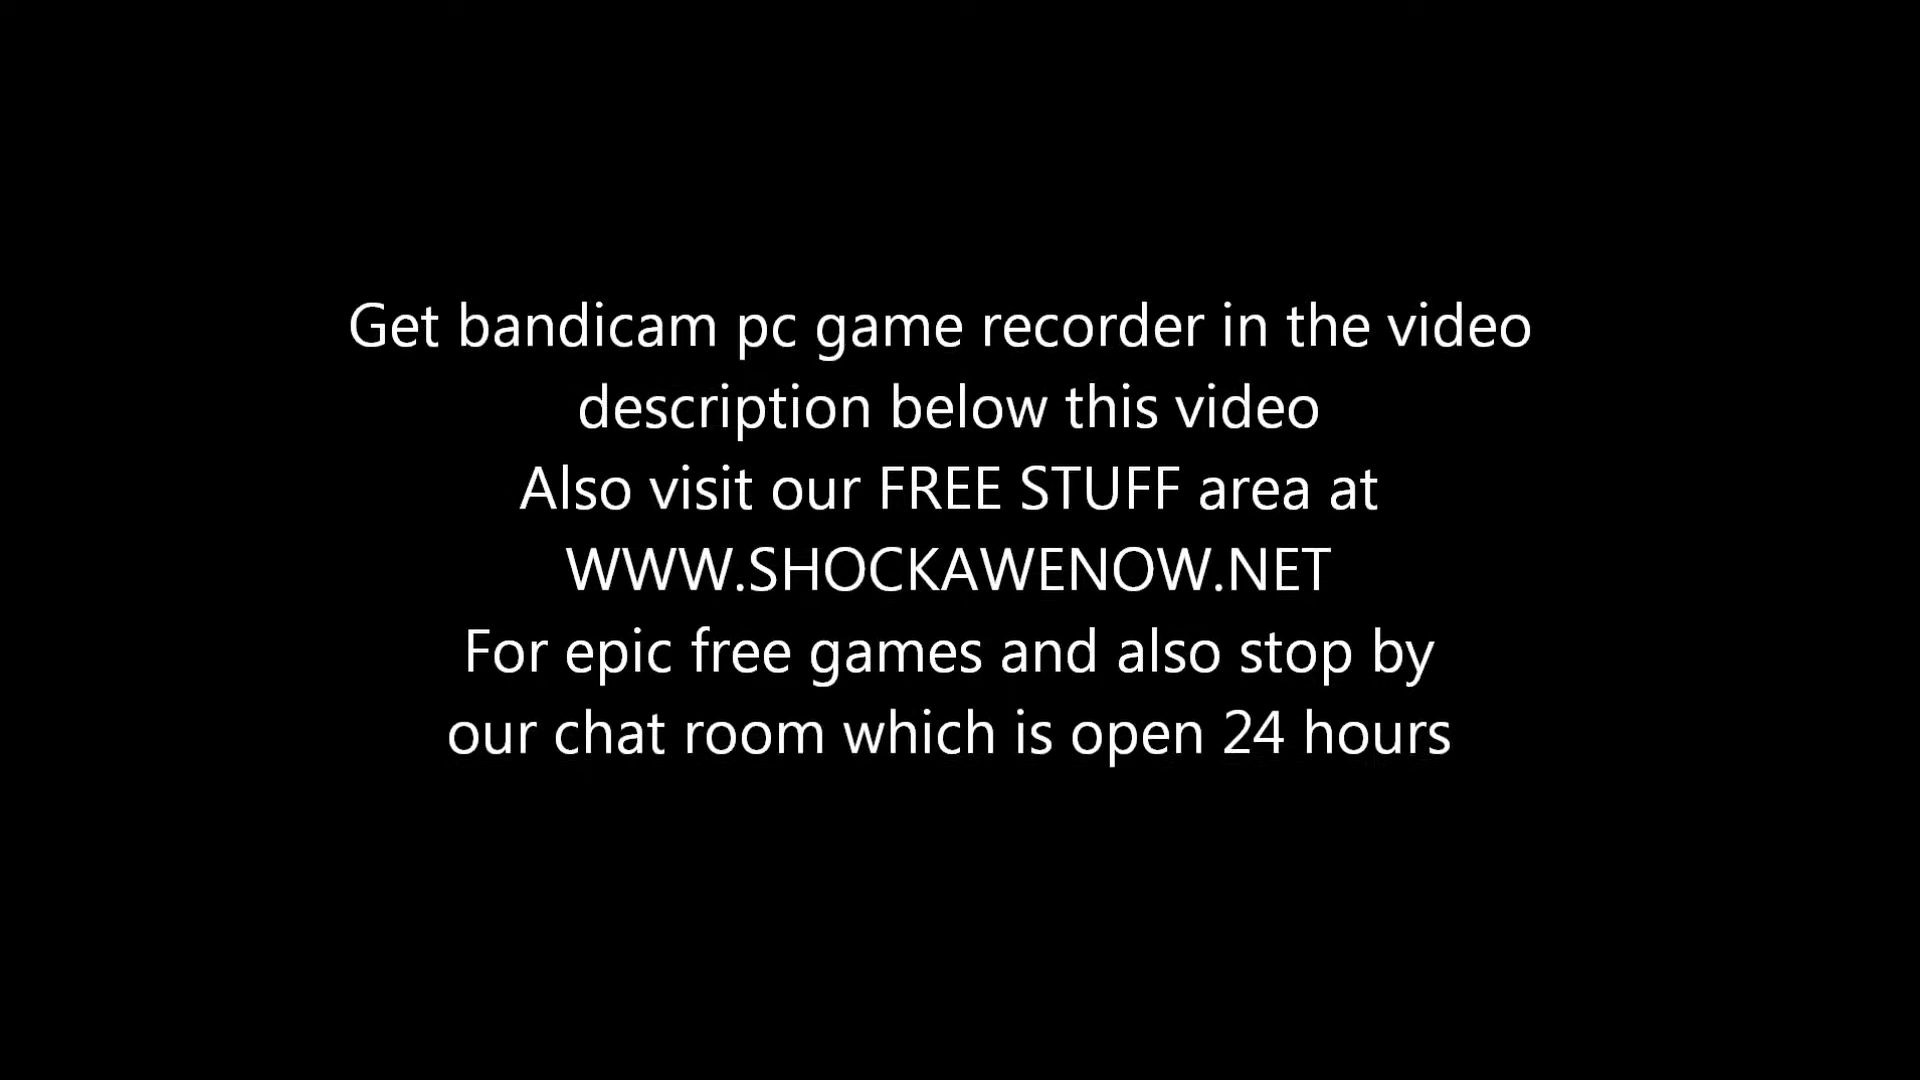 Get bandicam pc game recorder in the video
description below this video
Also visit our FREE STUFF area at
WWW.SHOCKAWENOW.NET
For epic free games and also stop by
our chat room which is open 24 hours